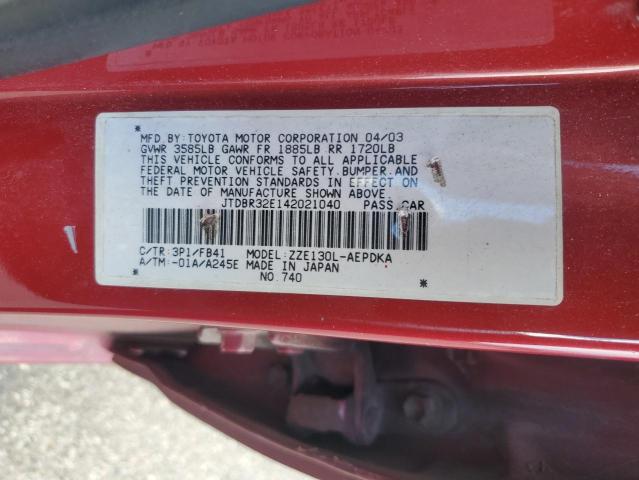 MFD. BY: TOYOTA MOTOR CORPORATION 04/03
GVWR 3585LB GAWR FR 1885LB RR 1720LB
THIS VEHICLE CONFORMS TO ALL APPLICABLE
FEDERAL MOTOR VEHICLE SAFETY, BUMPER, AND
THEFT PREVENTION STANDARDS IN EFFECT ON
THE DATE OF MANUFACTURE SHOWN ABOVE.
JTDBR32E142021040 PASS. CAR
C/TR: 3P1/FB41 MODEL: ZZE130L-AEPDKA
A/TM: -01A/A245E MADE IN JAPAN
NO. 740